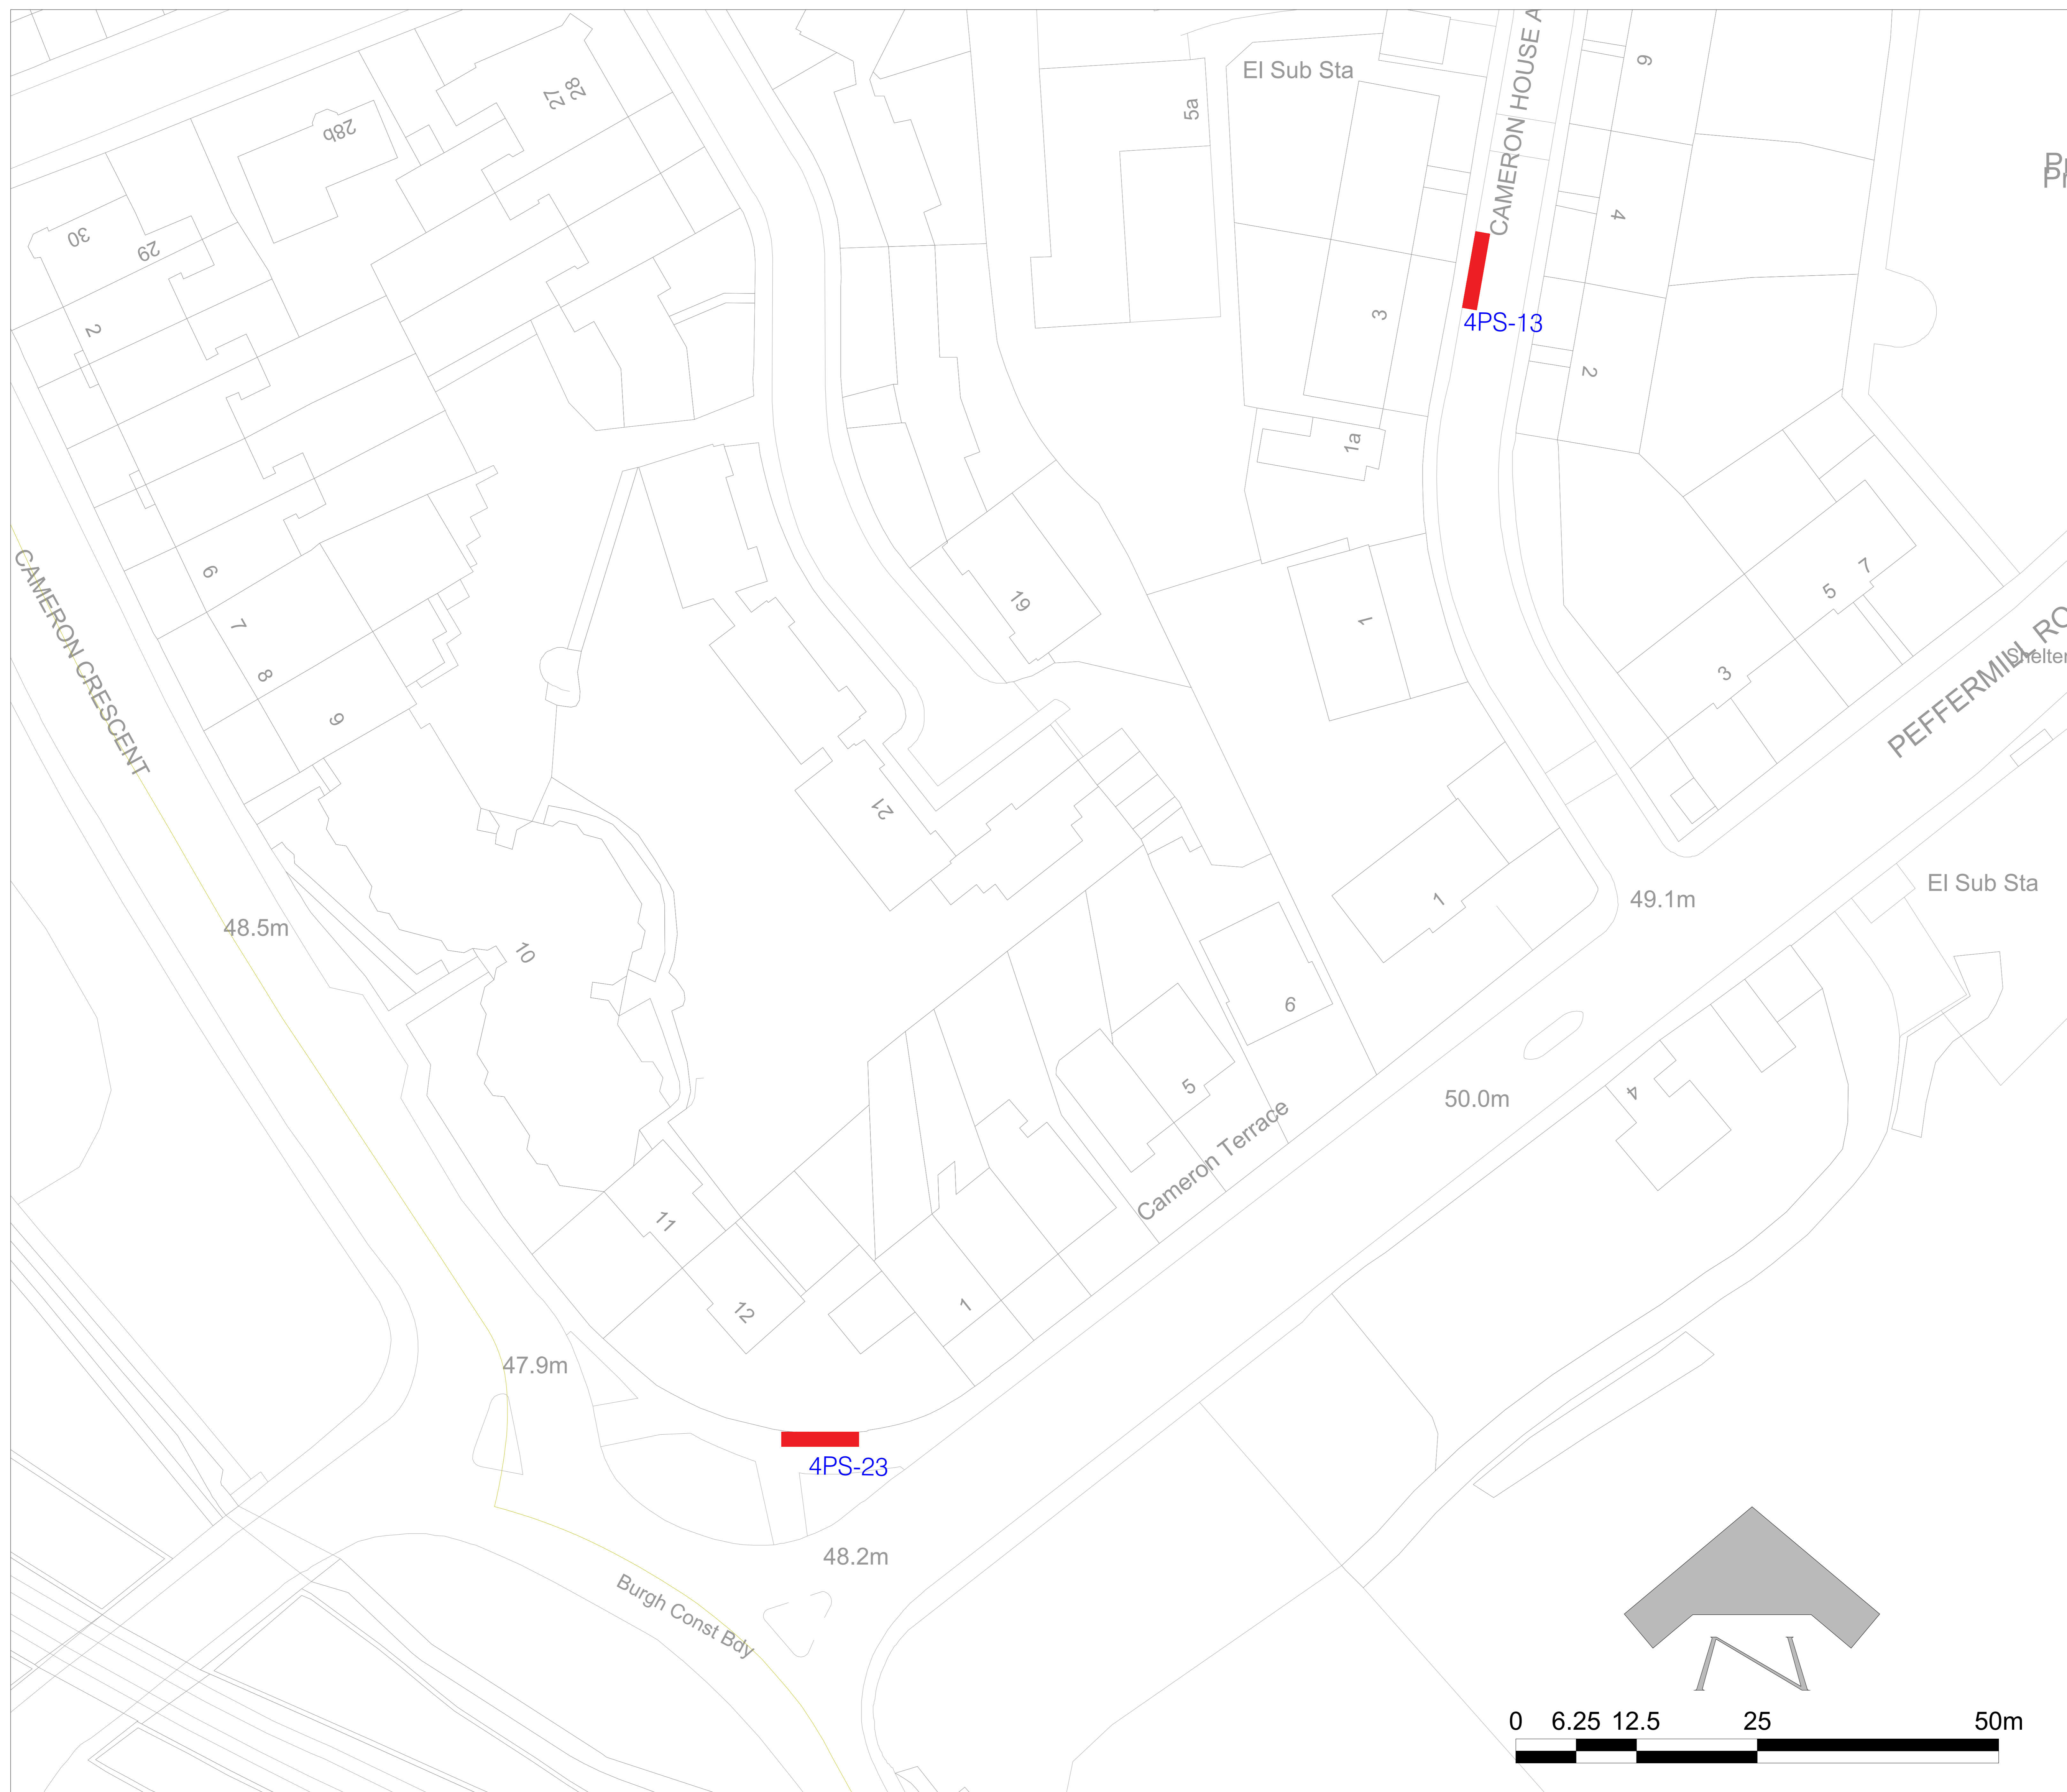 El Sub Sta
CAMERON HOUSE A
6
28
27
28b
5a
4
30
29
3
4PS-13
2
2
1a
CAMERON CRESCENT
6
7
8
9
19
1
5
7
3
PEFFERMILL RO
Shelter
21
El Sub Sta
49.1m
1
48.5m
10
6
5
50.0m
4
Cameron Terrace
11
12
1
47.9m
4PS-23
48.2m
Burgh Const Bdy
N
0 6.25 12.5 25 50m